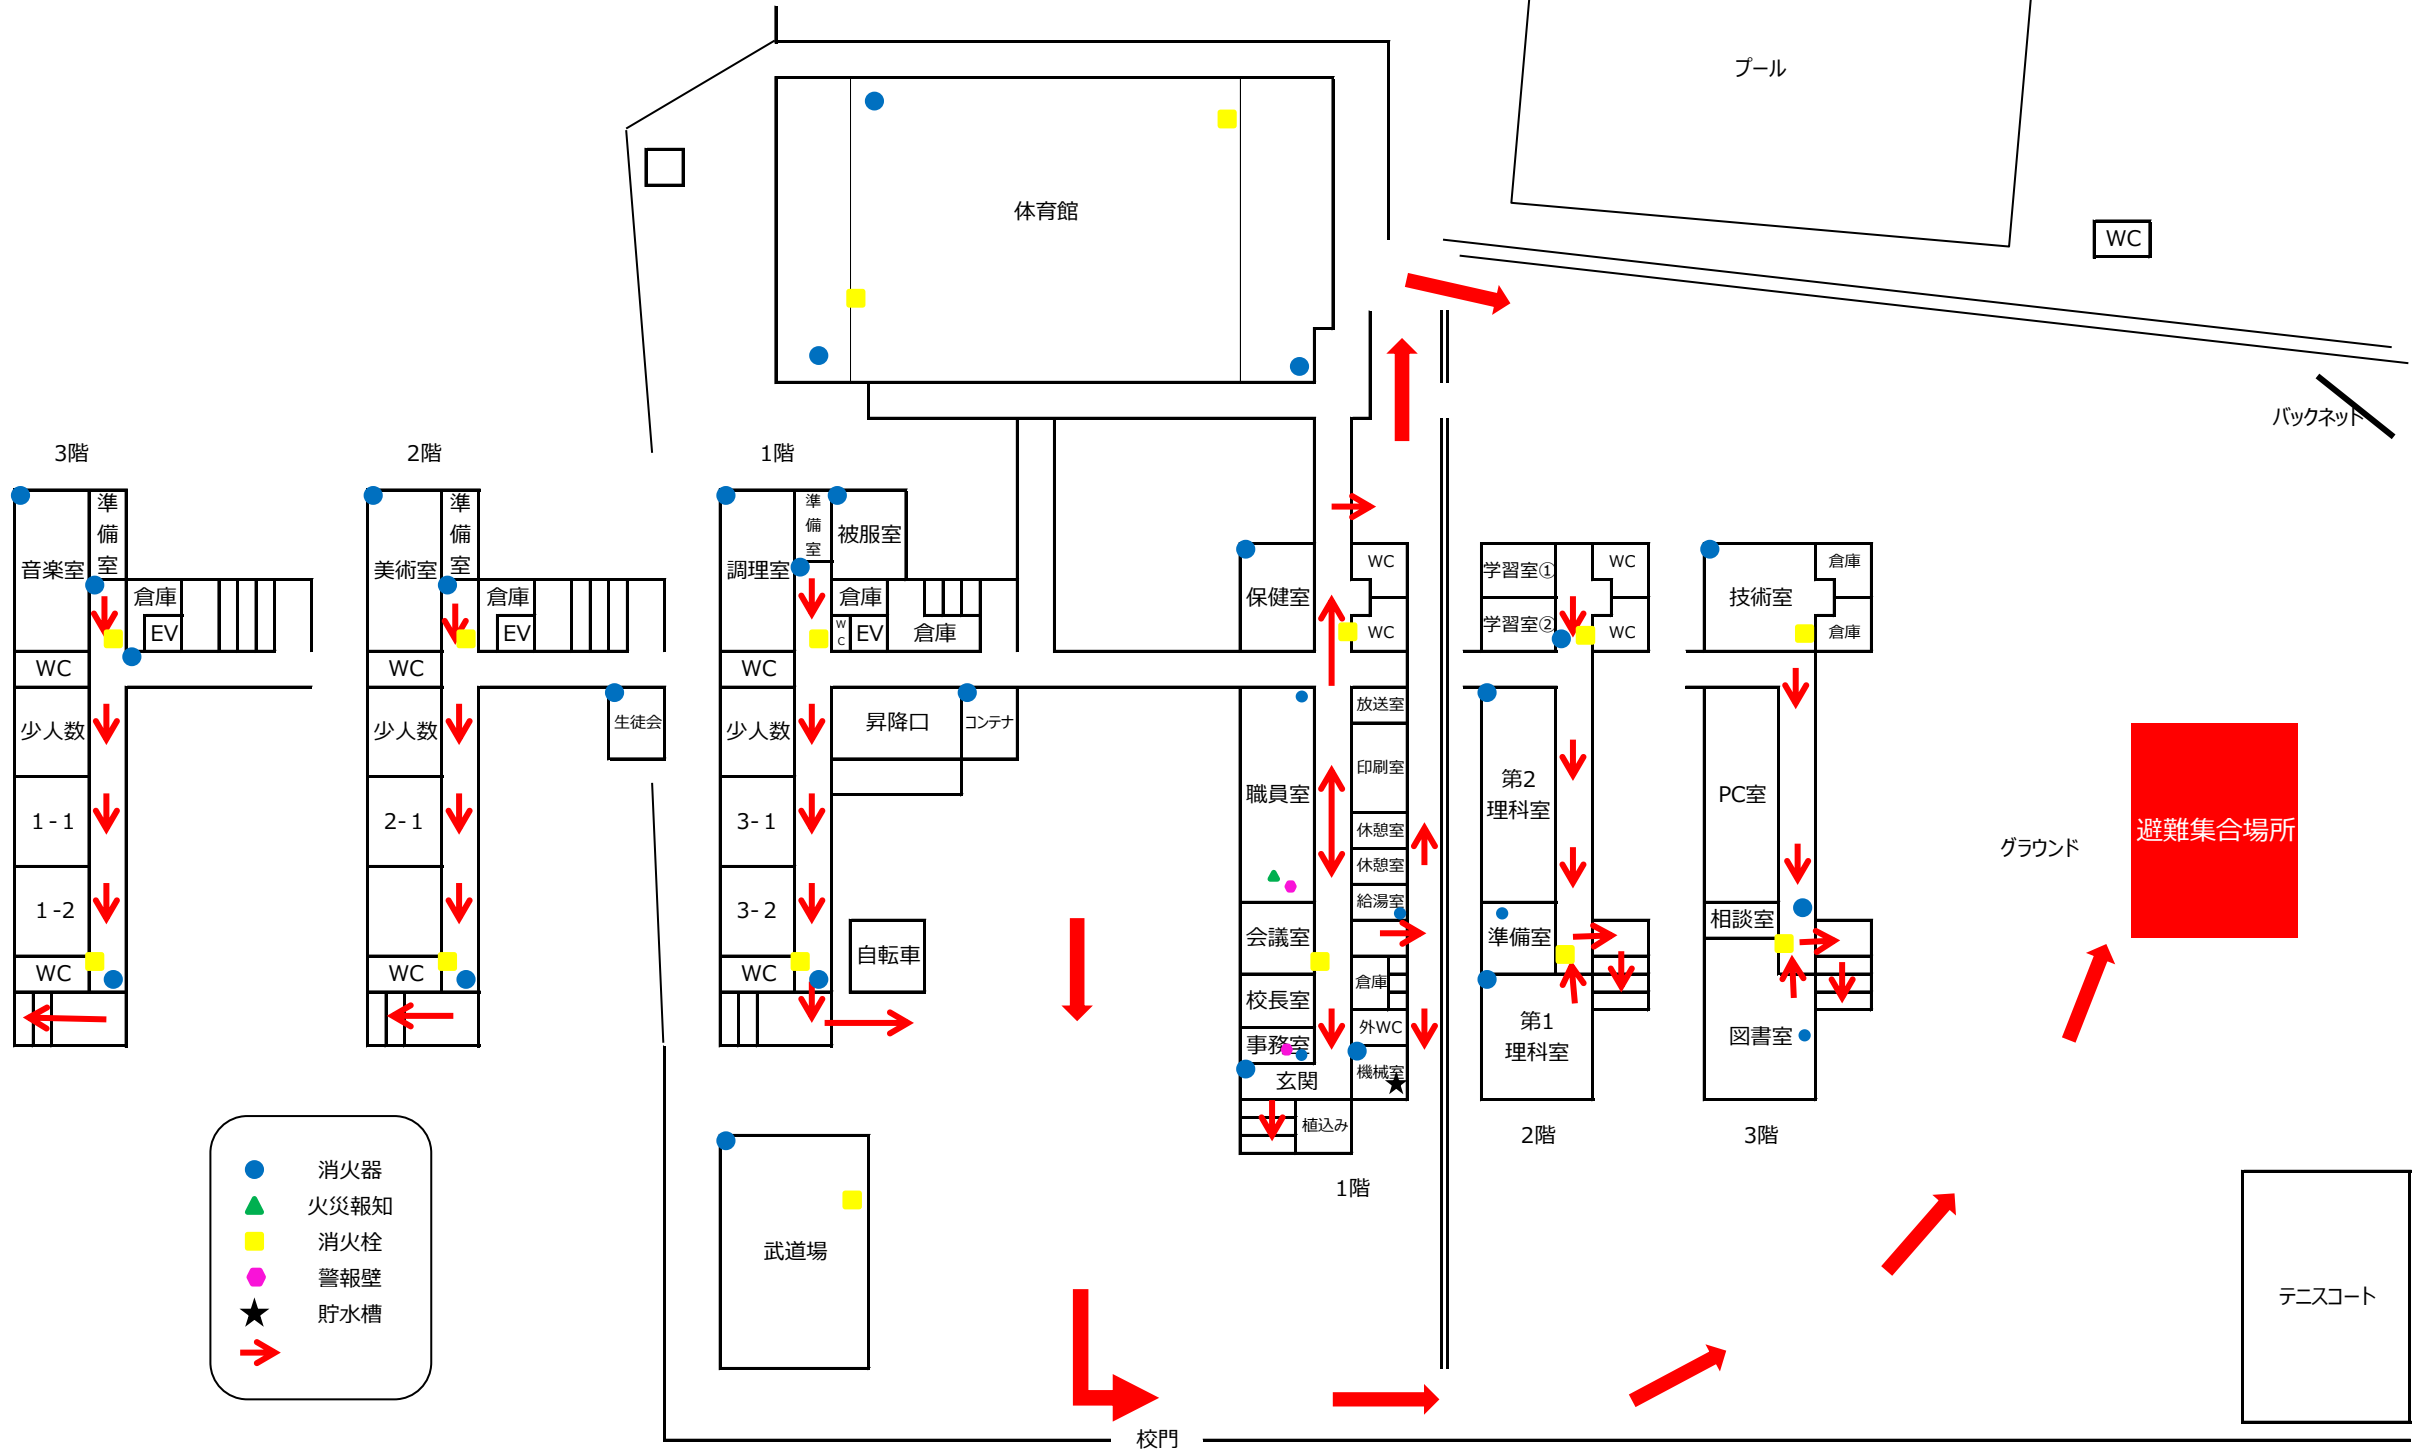 プール
体育館
WC
バックネット
3階
2階
1階
準備室
音楽室
倉庫
EV
WC
少人数
1-1
1-2
WC
準備室
美術室
倉庫
EV
WC
少人数
生徒会
2-1
WC
準備室
被服室
調理室
倉庫
WC
EV
倉庫
WC
少人数
昇降口
コンテナ
3-1
3-2
WC
自転車
保健室
WC
WC
職員室
放送室
印刷室
休憩室
休憩室
給湯室
会議室
倉庫
校長室
外WC
事務室
機械室
玄関
植込み
1階
学習室①
学習室②
WC
WC
第2
理科室
準備室
第1
理科室
2階
技術室
倉庫
倉庫
PC室
相談室
図書室
3階
グラウンド
避難集合場所
消火器
火災報知
消火栓
警報壁
貯水槽
武道場
テニスコート
校門